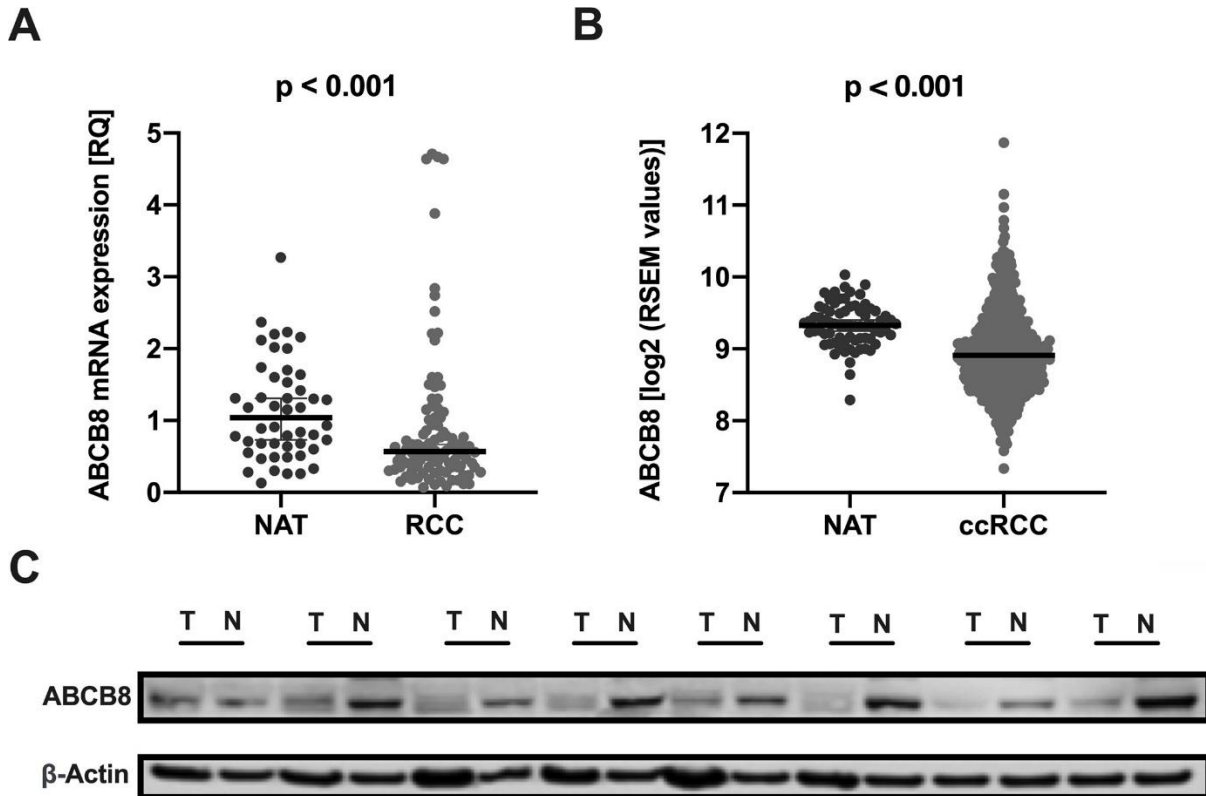 A
p < 0.001
ABCB8 mRNA expression [RQ]
5
4
3
2
1
0
NAT RCC
B
p < 0.001
ABCB8 [log2 (RSEM values)]
12
11
10
9
8
7
NAT ccRCC
C
T N T N T N T N T N T N T N T N
ABCB8
β-Actin